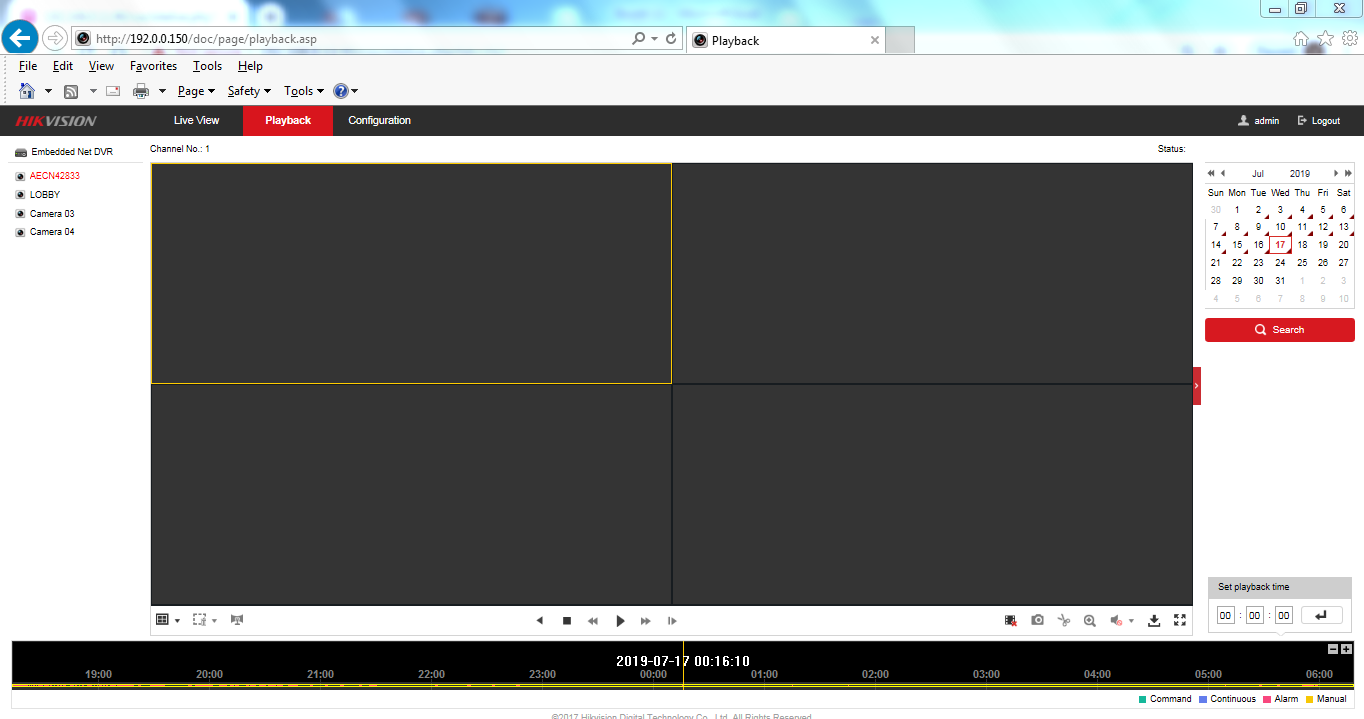 http://192.0.0.150/doc/page/playback.asp
Playback
File Edit View Favorites Tools Help
Page Safety Tools
HIKVISION Live View Playback Configuration admin Logout
Embedded Net DVR
Channel No.: 1
Status:
AECN42833
LOBBY
Camera 03
Camera 04
Jul 2019
Sun Mon Tue Wed Thu Fri Sat
30 1 2 3 4 5 6
7 8 9 10 11 12 13
14 15 16 17 18 19 20
21 22 23 24 25 26 27
28 29 30 31 1 2 3
4 5 6 7 8 9 10
Search
Set playback time
00 : 00 : 00
2019-07-17 00:16:10
19:00 20:00 21:00 22:00 23:00 00:00 01:00 02:00 03:00 04:00 05:00 06:00
Command Continuous Alarm Manual
©2017 Hikvision Digital Technology Co., Ltd. All Rights Reserved.